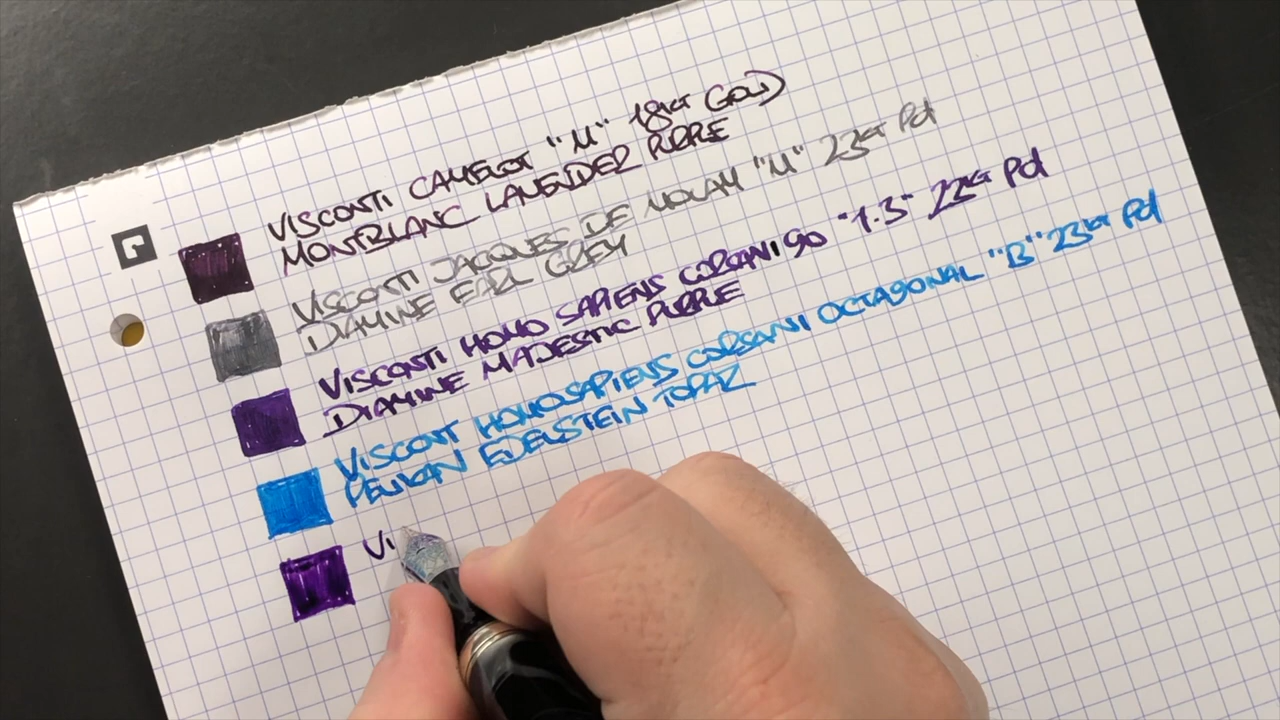 VISCONTI CAMELOT "M" 18KT GOLD
MONTBLANC LAVENDER PURPLE
VISCONTI JACQUES DE MOLAY "M" 23KT Pd
DIAMINE EARL GREY
VISCONTI HOMO SAPIENS CORSANI 90 "1.3" 23KT Pd
DIAMINE MAJESTIC PURPLE
VISCONTI HOMOSAPIENS CORSANI OCTAGONAL "B" 23KT Pd
PELIKAN EDELSTEIN TOPAZ
VI